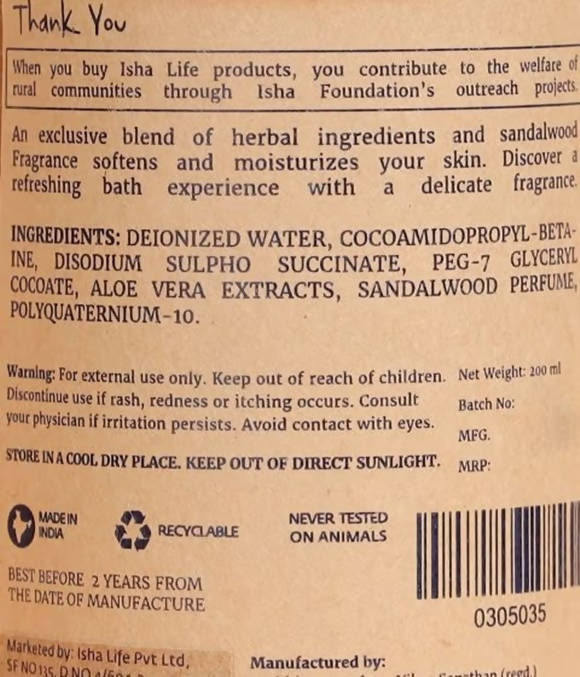 Thank You
When you buy Isha Life products, you contribute to the welfare of
rural communities through Isha Foundation's outreach projects.
An exclusive blend of herbal ingredients and sandalwood
Fragrance softens and moisturizes your skin. Discover a
refreshing bath experience with a delicate fragrance.
INGREDIENTS: DEIONIZED WATER, COCOAMIDOPROPYL-BETA-
INE, DISODIUM SULPHO SUCCINATE, PEG-7 GLYCERYL
COCOATE, ALOE VERA EXTRACTS, SANDALWOOD PERFUME,
POLYQUATERNIUM-10.
Warning: For external use only. Keep out of reach of children.
Discontinue use if rash, redness or itching occurs. Consult
your physician if irritation persists. Avoid contact with eyes.
STORE IN A COOL DRY PLACE. KEEP OUT OF DIRECT SUNLIGHT.
Net Weight: 200 ml
Batch No:
MFG.
MRP:
MADE IN
INDIA
RECYCLABLE
NEVER TESTED
ON ANIMALS
BEST BEFORE 2 YEARS FROM
THE DATE OF MANUFACTURE
0305035
Marketed by: Isha Life Pvt Ltd,
SF NO 135, D.NO
Manufactured by:
(regd.)